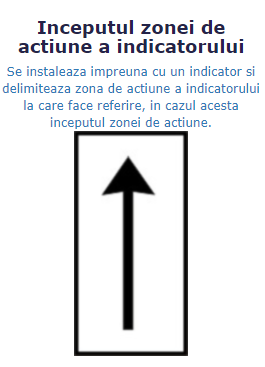 Inceputul zonei de
actiune a indicatorului
Se instaleaza impreuna cu un indicator si
delimiteaza zona de actiune a indicatorului
la care face referire, in cazul acesta
inceputul zonei de actiune.